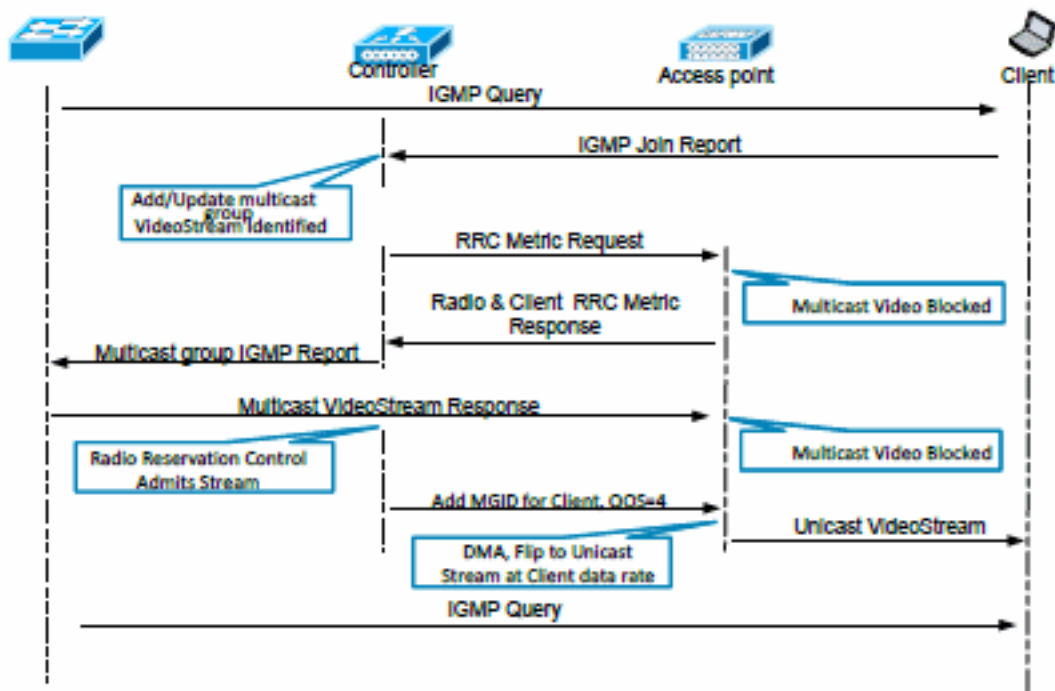 Controller
Access point
Client
IGMP Query
IGMP Join Report
Add/Update multicast
group
VideoStream Identified
RRC Metric Request
Multicast Video Blocked
Radio & Client RRC Metric
Response
Multicast group IGMP Report
Multicast VideoStream Response
Radio Reservation Control
Admits Stream
Multicast Video Blocked
Add MGID for Client, QOS=4
Unicast VideoStream
DMA, Flip to Unicast
Stream at Client data rate
IGMP Query